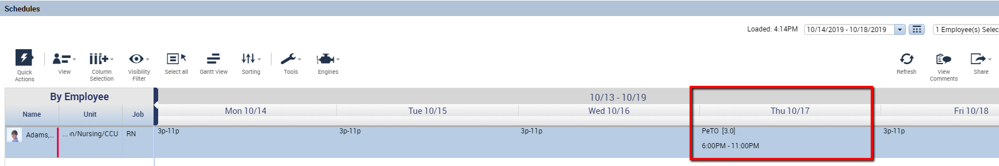 Schedules
Loaded: 4:14PM
10/14/2019 - 10/18/2019
1 Employee(s) Selec
Quick Actions
View
Column Selection
Visibility Filter
Select all
Gantt View
Sorting
Tools
Engines
Refresh
View Comments
Share
By Employee
10/13 - 10/19
Name
Unit
Job
Mon 10/14
Tue 10/15
Wed 10/16
Thu 10/17
Fri 10/18
Adams,...
...n/Nursing/CCU
RN
3p-11p
3p-11p
3p-11p
PeTO [3.0]
6:00PM - 11:00PM
3p-11p